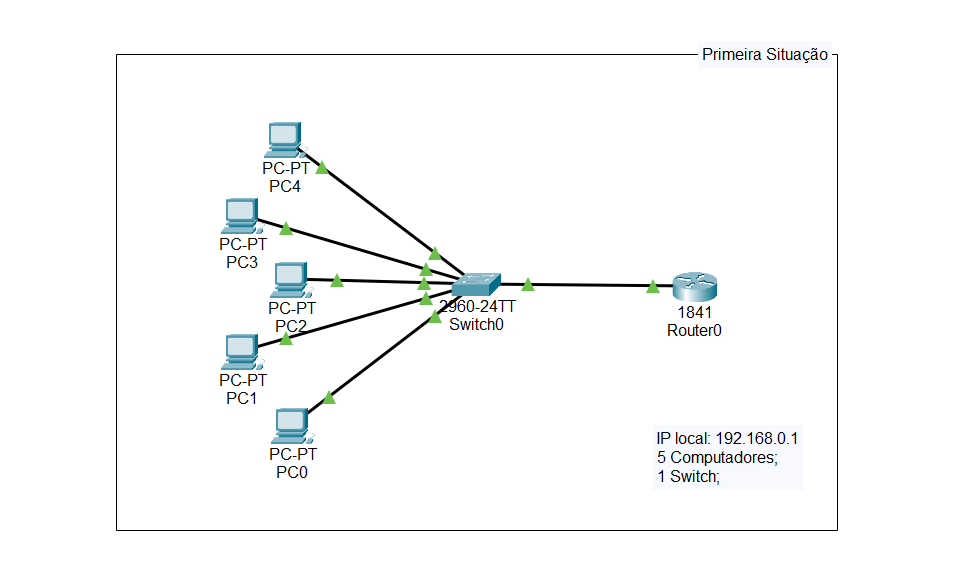 Primeira Situação
PC-PT
PC4
PC-PT
PC3
PC-PT
PC2
PC-PT
PC1
PC-PT
PC0
2960-24TT
Switch0
1841
Router0
IP local: 192.168.0.1
5 Computadores;
1 Switch;